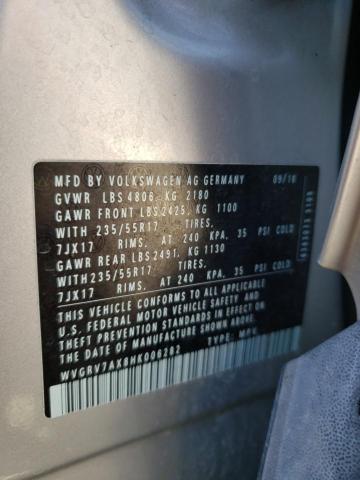 MFD BY VOLKSWAGEN AG GERMANY 09/18
GVWR LBS 4806, KG 2180
GAWR FRONT LBS 2425, KG 1100
WITH 235/55R17 TIRES,
7JX17 RIMS, AT 240 KPA, 35 PSI COLD
GAWR REAR LBS 2491, KG 1130
WITH 235/55R17 TIRES,
7JX17 RIMS, AT 240 KPA, 35 PSI COLD
THIS VEHICLE CONFORMS TO ALL APPLICABLE
U.S. FEDERAL MOTOR VEHICLE SAFETY AND
THEFT PREVENTION STANDARDS IN EFFECT
ON THE DATE OF MANUFACTURE SHOWN ABOVE.
TYPE: MPV